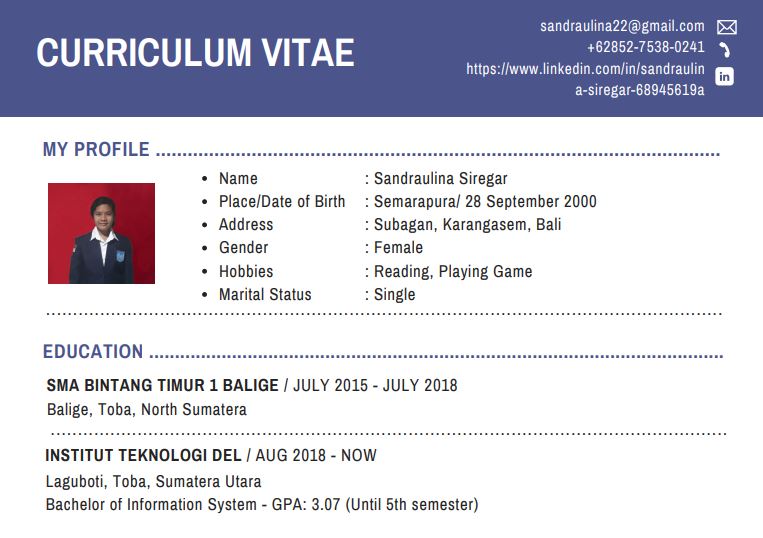 CURRICULUM VITAE
sandraulina22@gmail.com
+62852-7538-0241
https://www.linkedin.com/in/sandraulin
a-siregar-68945619a
in
MY PROFILE
• Name : Sandraulina Siregar
• Place/Date of Birth : Semarapura/ 28 September 2000
• Address : Subagan, Karangasem, Bali
• Gender : Female
• Hobbies : Reading, Playing Game
• Marital Status : Single
EDUCATION
SMA BINTANG TIMUR 1 BALIGE / JULY 2015 - JULY 2018
Balige, Toba, North Sumatera
INSTITUT TEKNOLOGI DEL / AUG 2018 - NOW
Laguboti, Toba, Sumatera Utara
Bachelor of Information System - GPA: 3.07 (Until 5th semester)